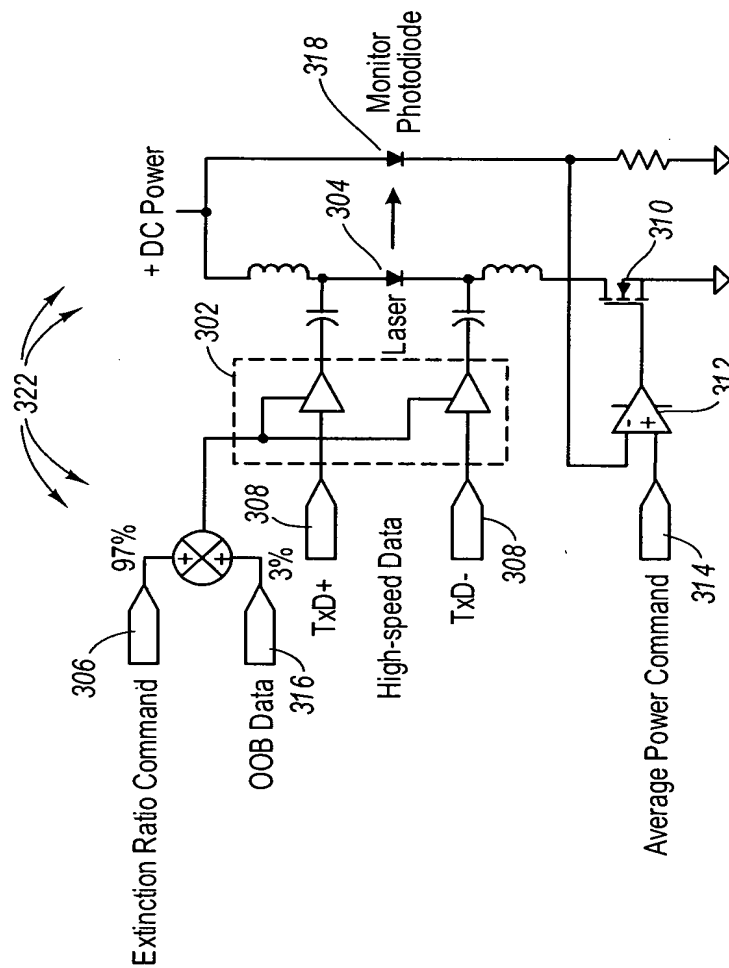 322
+ DC Power
318
Monitor
Photodiode
304
Laser
302
97%
306
Extinction Ratio Command
3%
316
OOB Data
308
TxD+
High-speed Data
TxD-
308
310
312
-
+
314
Average Power Command
+
+